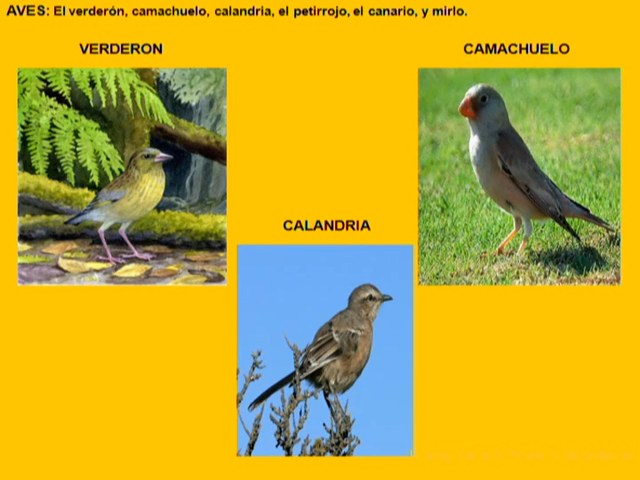 AVES: El verderón, camachuelo, calandria, el petirrojo, el canario, y mirlo.
VERDERON
CAMACHUELO
CALANDRIA